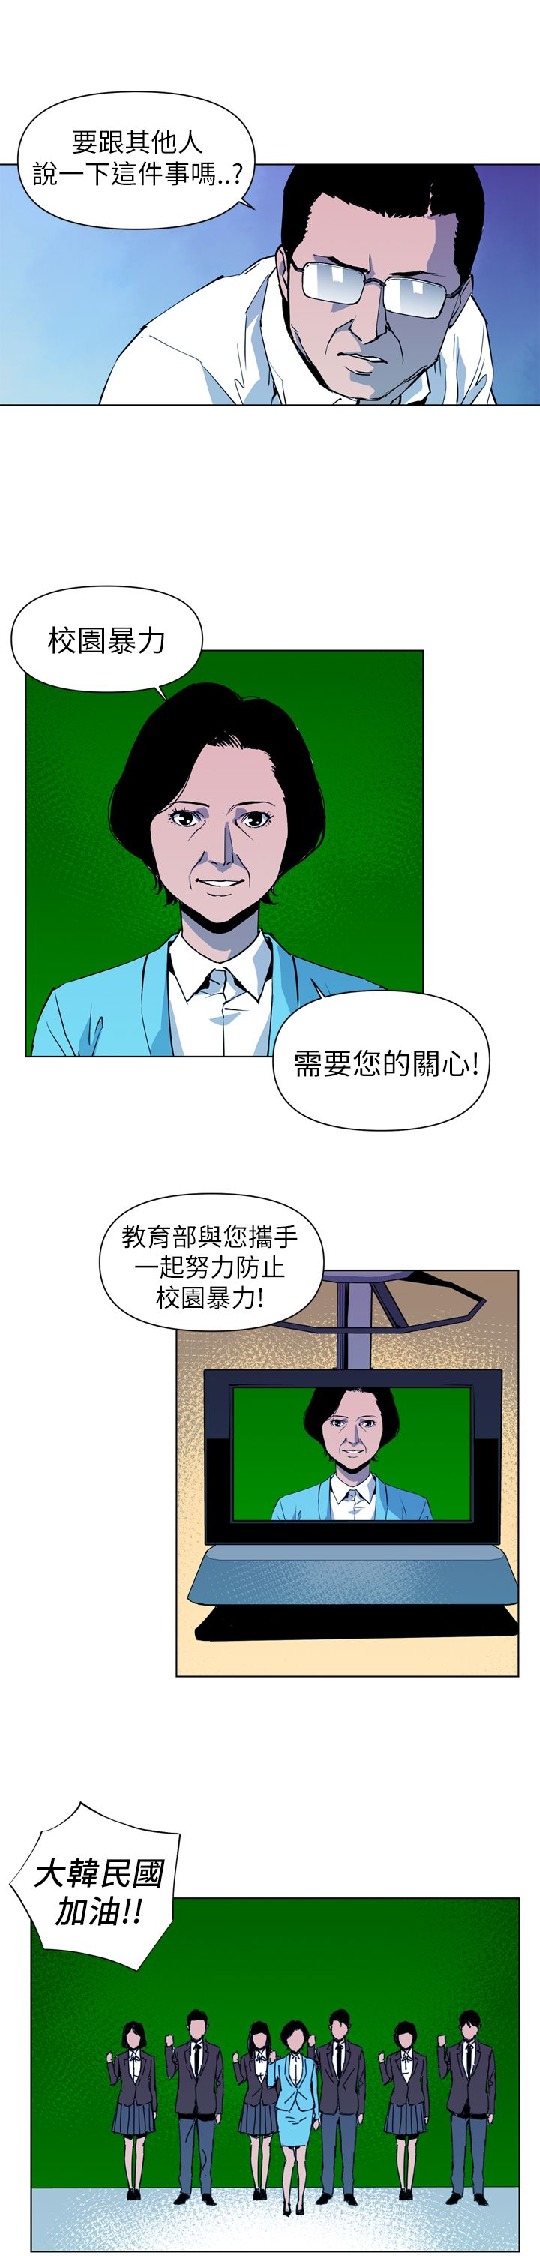 要跟其他人
說一下這件事嗎..?
校園暴力
需要您的關心!
教育部與您攜手
一起努力防止
校園暴力!
大韓民國
加油!!